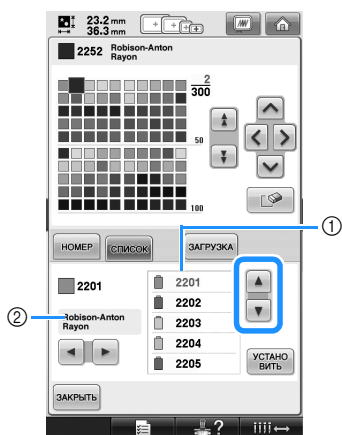 23.2 mm
36.3 mm
2252 Robison-Anton
Rayon
2
300
50
100
НОМЕР
СПИСОК
ЗАГРУЗКА
①
2201
2201
2202
② Robison-Anton
Rayon
2203
2204
2205
УСТАНО
ВИТЬ
ЗАКРЫТЬ
?